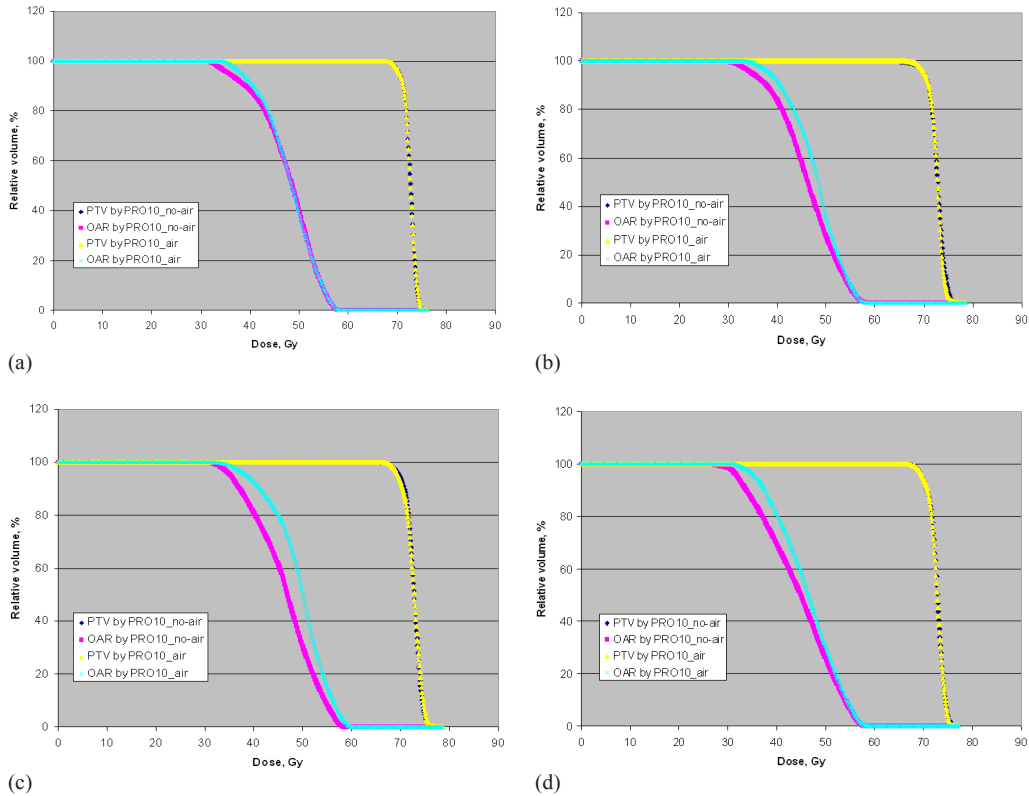 120
100
80
60
40
20
0
Relative volume, %
PTV by PRO10_no-air
OAR by PRO10_no-air
PTV by PRO10_air
OAR by PRO10_air
0 10 20 30 40 50 60 70 80 90
Dose, Gy
(a)
120
100
80
60
40
20
0
Relative volume, %
PTV by PRO10_no-air
OAR by PRO10_no-air
PTV by PRO10_air
OAR by PRO10_air
0 10 20 30 40 50 60 70 80 90
Dose, Gy
(b)
120
100
80
60
40
20
0
Relative volume, %
PTV by PRO10_no-air
OAR by PRO10_no-air
PTV by PRO10_air
OAR by PRO10_air
0 10 20 30 40 50 60 70 80 90
Dose, Gy
(c)
120
100
80
60
40
20
0
Relative volume, %
PTV by PRO10_no-air
OAR by PRO10_no-air
PTV by PRO10_air
OAR by PRO10_air
0 10 20 30 40 50 60 70 80 90
Dose, Gy
(d)